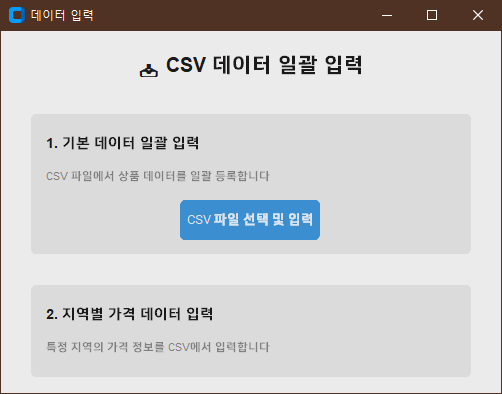 데이터 입력
CSV 데이터 일괄 입력
1. 기본 데이터 일괄 입력
CSV 파일에서 상품 데이터를 일괄 등록합니다
CSV 파일 선택 및 입력
2. 지역별 가격 데이터 입력
특정 지역의 가격 정보를 CSV에서 입력합니다